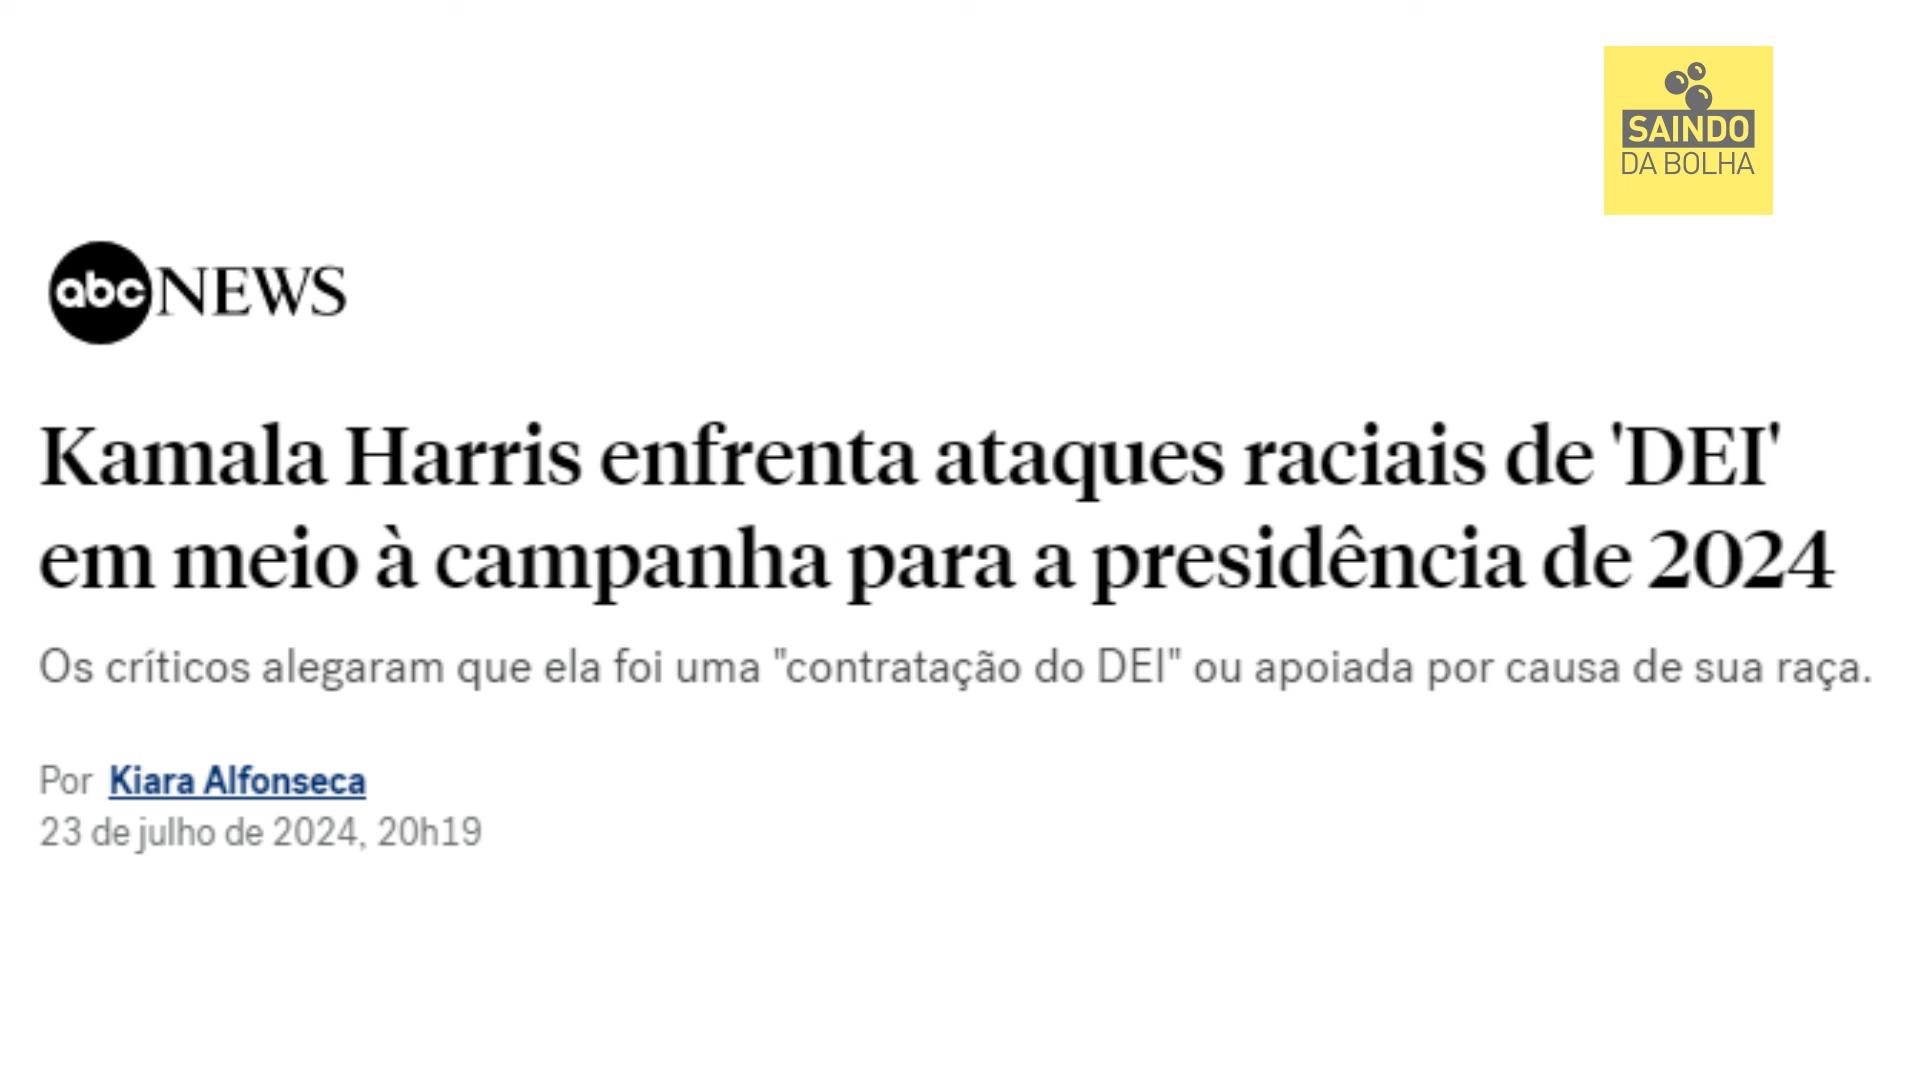 SAINDO
DA BOLHA
abc NEWS
Kamala Harris enfrenta ataques raciais de 'DEI'
em meio à campanha para a presidência de 2024
Os críticos alegaram que ela foi uma "contratação do DEI" ou apoiada por causa de sua raça.
Por Kiara Alfonseca
23 de julho de 2024, 20h19